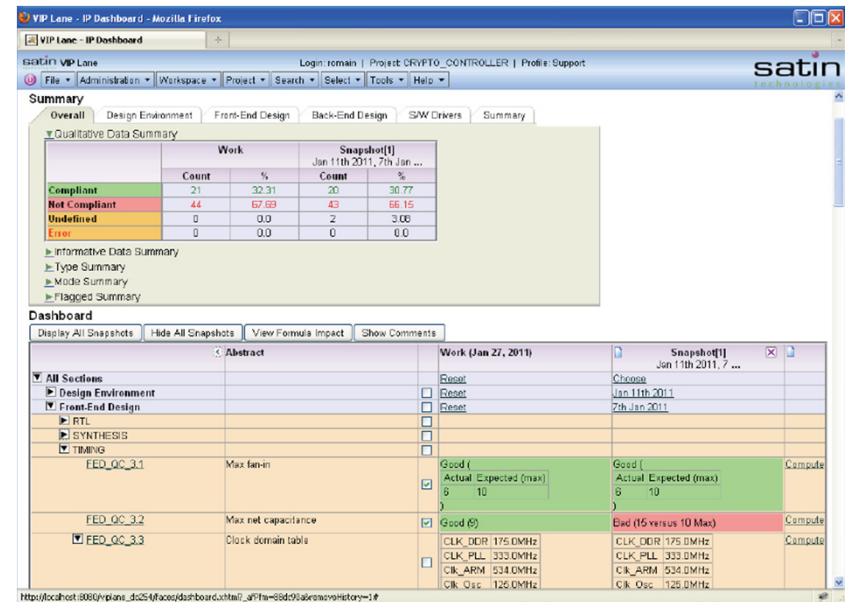 VIP Lane - IP Dashboard - Mozilla Firefox
VIP Lane - IP Dashboard
satin VIP Lane Login: romain | Project: CRYPTO_CONTROLLER | Profile: Support
satin technologies
File Administration Workspace Project Search Select Tools Help
Summary
Overall Design Environment Front-End Design Back-End Design S/W Drivers Summary
Qualitative Data Summary
Work Snapshot[1]
Jan 11th 2011, 7th Jan ...
Count % Count %
Compliant 21 32.31 20 30.77
Not Compliant 44 67.69 43 66.15
Undefined 0 0.0 2 3.08
Error 0 0.0 0 0.0
Informative Data Summary
Type Summary
Mode Summary
Flagged Summary
Dashboard
Display All Snapshots Hide All Snapshots View Formula Impact Show Comments
Abstract Work (Jan 27, 2011) Snapshot[1]
Jan 11th 2011, 7 ...
All Sections Reset Choose
Design Environment Reset Jan 11th 2011
Front-End Design Reset 7th Jan 2011
RTL
SYNTHESIS
TIMING
FED_QC_3.1 Max fan-in Good ( Good ( Compute
Actual Expected (max) Actual Expected (max)
6 10 6 10
) )
FED_QC_3.2 Max net capacitance Good (9) Bad (15 versus 10 Max) Compute
FED_QC_3.3 Clock domain table CLK_DDR 175.0MHz CLK_DDR 175.0MHz Compute
CLK_PLL 333.0MHz CLK_PLL 333.0MHz
Clk_ARM 534.0MHz Clk_ARM 534.0MHz
Clk_Osc 125.0MHz Clk_Osc 125.0MHz